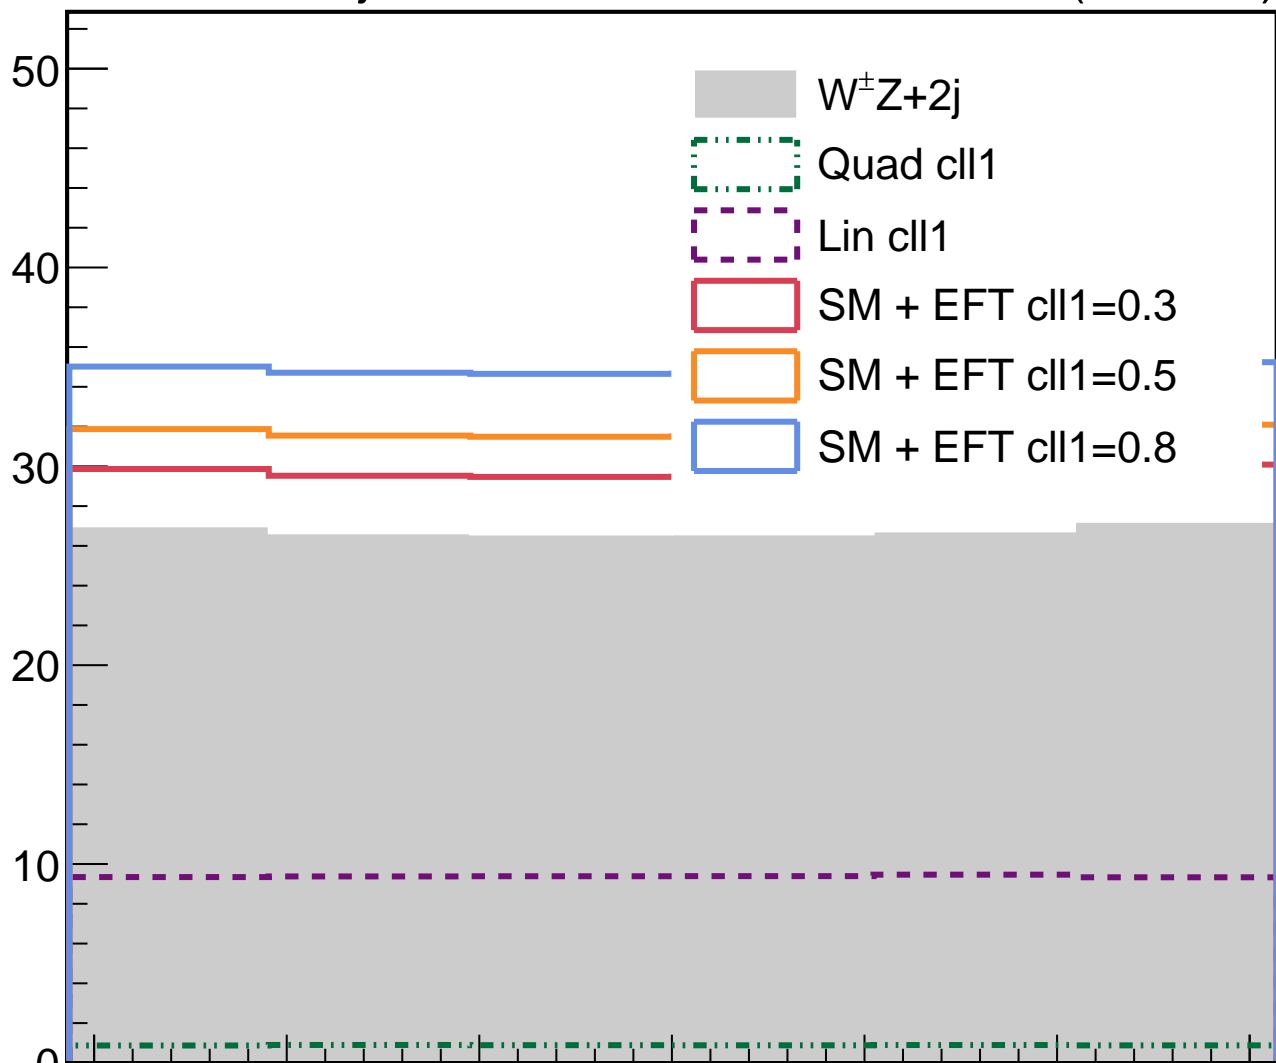 50
40
30
20
10
0
W±Z+2j
Quad cll1
Lin cll1
SM + EFT cll1=0.3
SM + EFT cll1=0.5
SM + EFT cll1=0.8